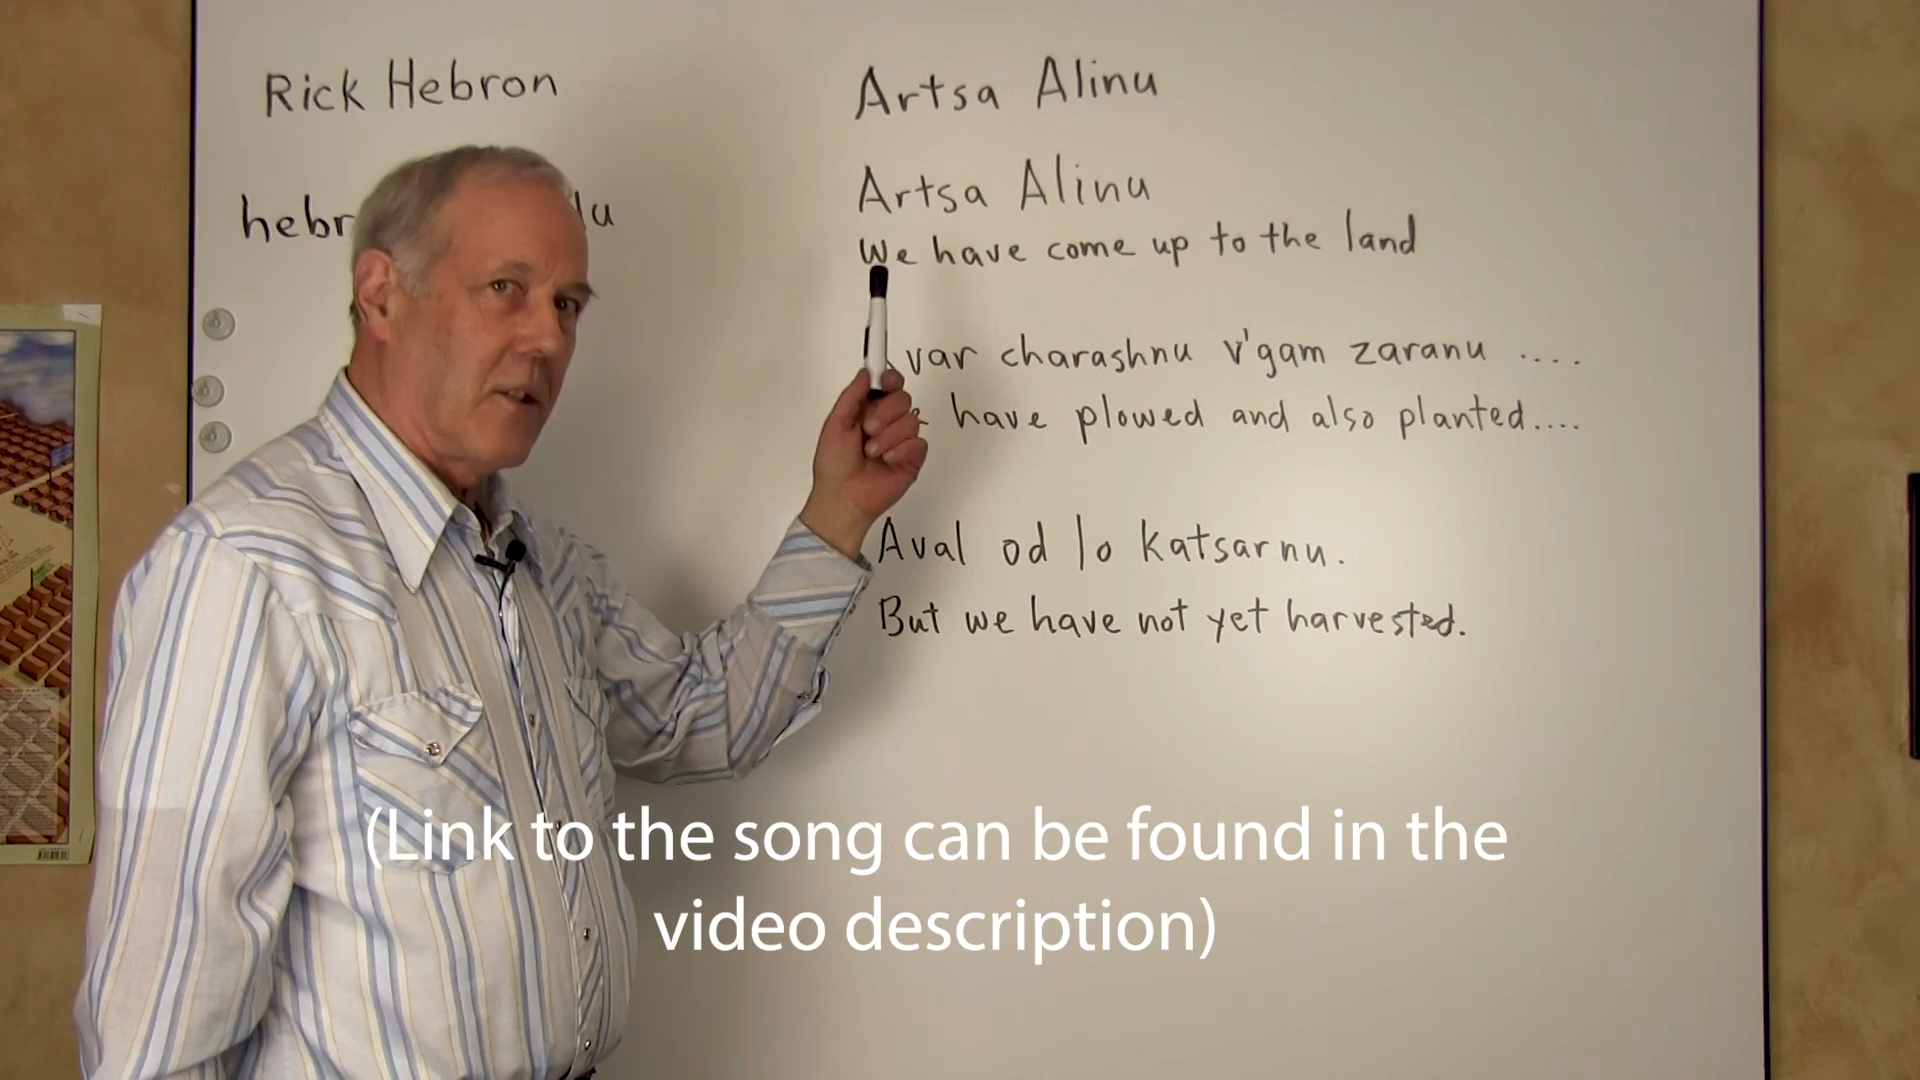 Rick Hebron
Artsa Alinu
Artsa Alinu
We have come up to the land
charashnu v'gam zaranu ....
have plowed and also planted....
Aval od lo katsarnu.
But we have not yet harvested.
(Link to the song can be found in the
video description)